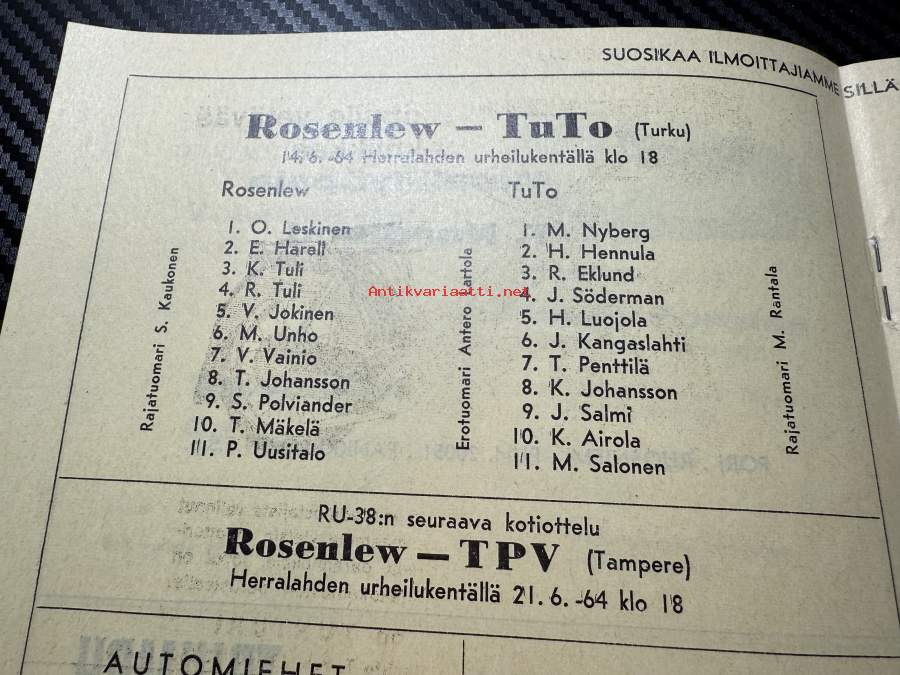 SUOSIKAA ILMOITTAJIAMME SILLÄ
Rosenlew — TuTo (Turku)
14.6. -64 Herralahden urheilukentällä klo 18
Rosenlew
1. O. Leskinen
2. E. Harell
3. K. Tuli
4. R. Tuli
5. V. Jokinen
6. M. Unho
7. V. Vainio
8. T. Johansson
9. S. Polviander
10. T. Mäkelä
11. P. Uusitalo
Rajatuomari S. Kaukonen
Erotuomari Antero Kartola
TuTo
1. M. Nyberg
2. H. Hennula
3. R. Eklund
4. J. Söderman
5. H. Luojola
6. J. Kangaslahti
7. T. Penttilä
8. K. Johansson
9. J. Salmi
10. K. Airola
11. M. Salonen
Rajatuomari M. Rantala
Antikvariaatti.net
RU-38:n seuraava kotiottelu
Rosenlew — TPV (Tampere)
Herralahden urheilukentällä 21.6. -64 klo 18
AUTOMIEHET